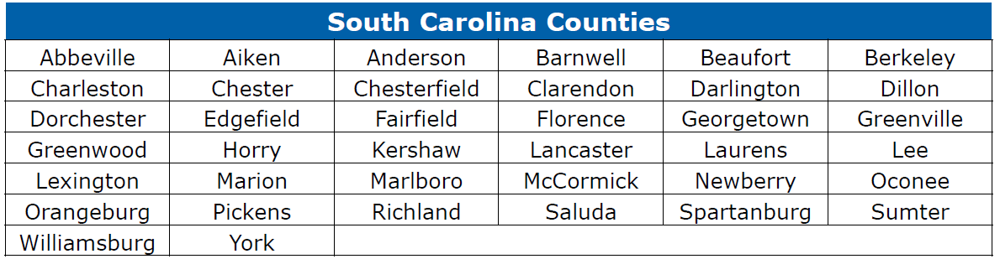 South Carolina Counties
Abbeville Aiken Anderson Barnwell Beaufort Berkeley
Charleston Chester Chesterfield Clarendon Darlington Dillon
Dorchester Edgefield Fairfield Florence Georgetown Greenville
Greenwood Horry Kershaw Lancaster Laurens Lee
Lexington Marion Marlboro McCormick Newberry Oconee
Orangeburg Pickens Richland Saluda Spartanburg Sumter
Williamsburg York